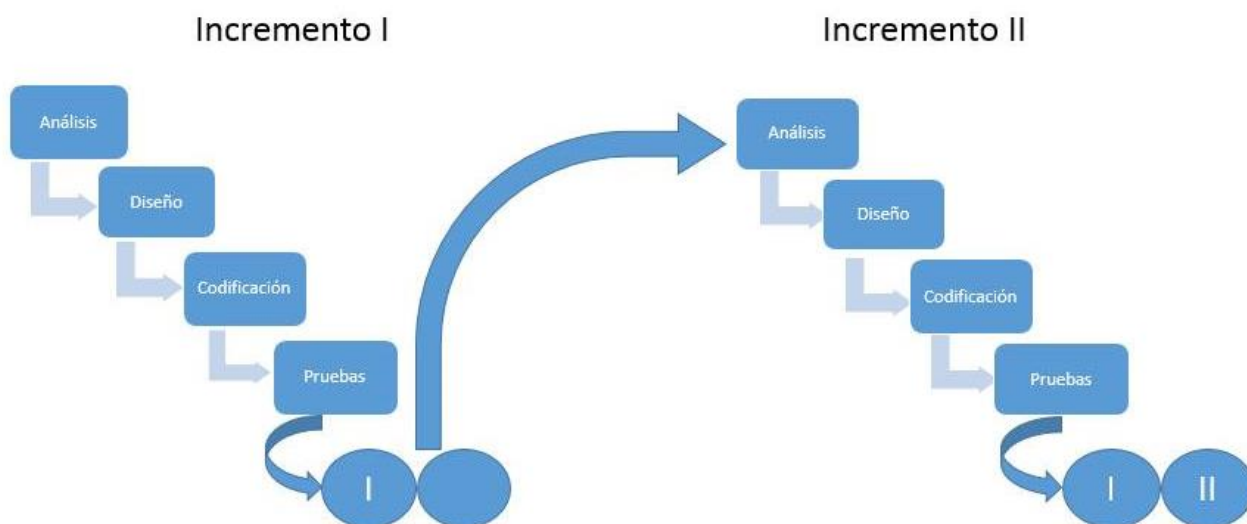 Incremento I
Incremento II
Análisis
Diseño
Codificación
Pruebas
I
Análisis
Diseño
Codificación
Pruebas
I
II